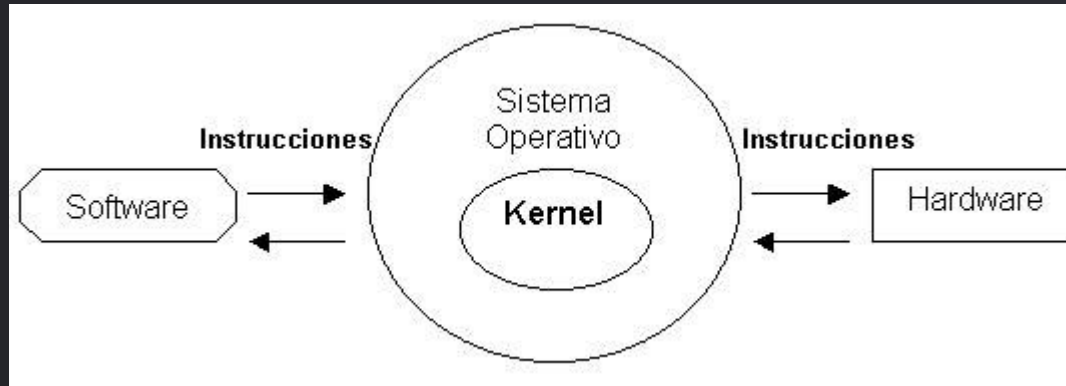 Sistema
Operativo
Instrucciones
Instrucciones
Software
Kernel
Hardware